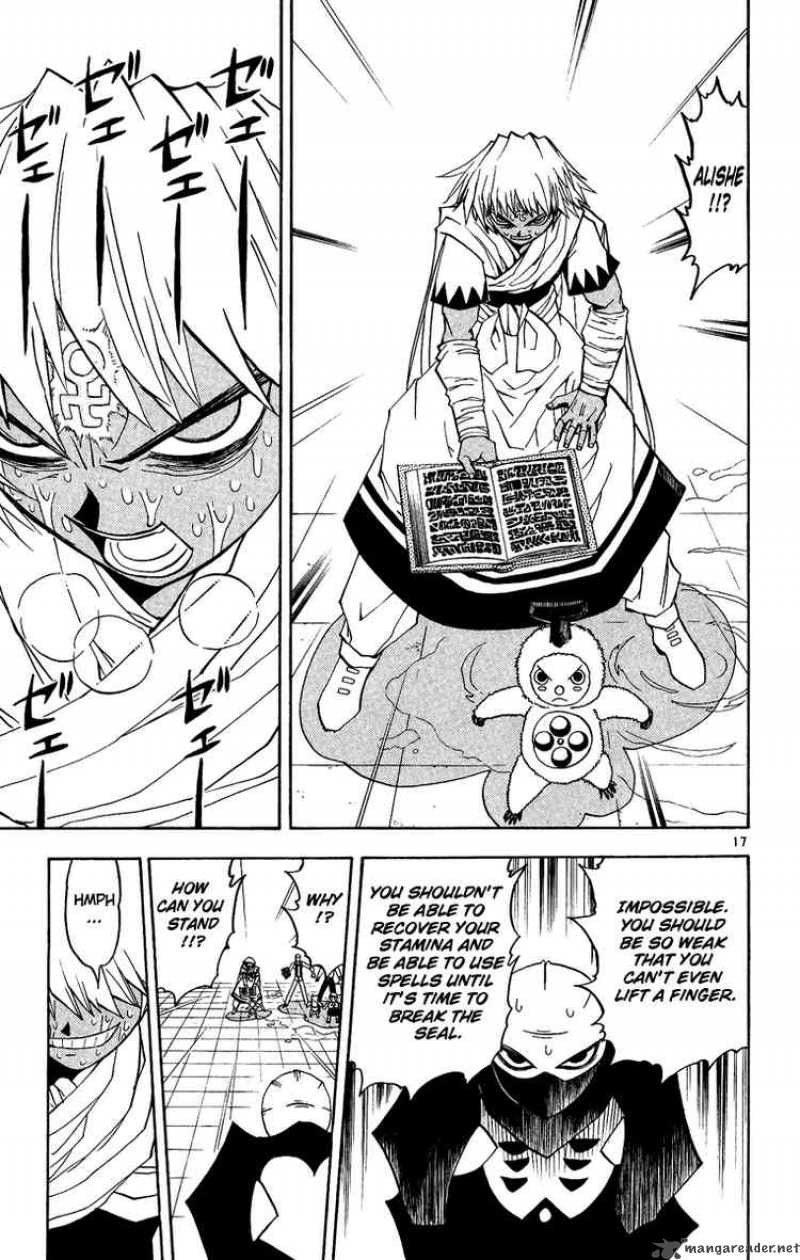 ALISHE
!!?
ゼェ
ゼェ
ゼェ
ゼェ
ゼェ
ゼェ
17
IMPOSSIBLE.
YOU SHOULD
BE SO WEAK
THAT YOU
CAN'T EVEN
LIFT A FINGER.
YOU SHOULDN'T
BE ABLE TO
RECOVER YOUR
STAMINA AND
BE ABLE TO USE
SPELLS UNTIL
IT'S TIME TO
BREAK THE
SEAL.
WHY
!?
HOW
CAN YOU
STAND
!!?
HMPH
...
mangareader.net